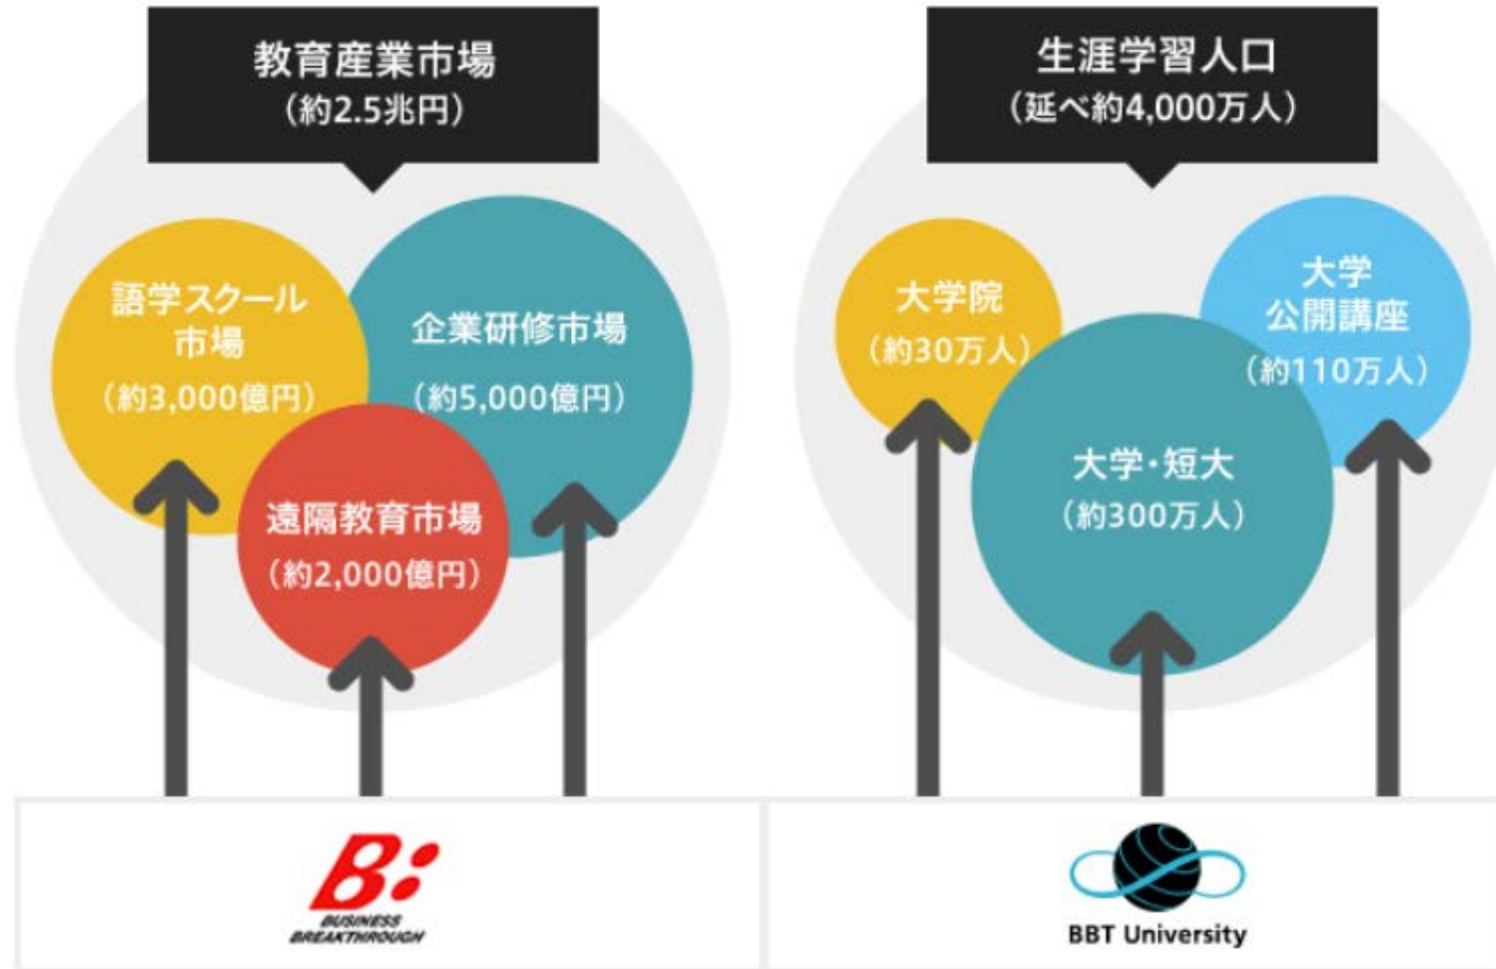 教育産業市場
（約2.5兆円）
語学スクール
市場
（約3,000億円）
企業研修市場
（約5,000億円）
遠隔教育市場
（約2,000億円）
生涯学習人口
（延べ約4,000万人）
大学院
（約30万人）
大学
公開講座
（約110万人）
大学・短大
（約300万人）
B:
BUSINESS
BREAKTHROUGH
BBT University